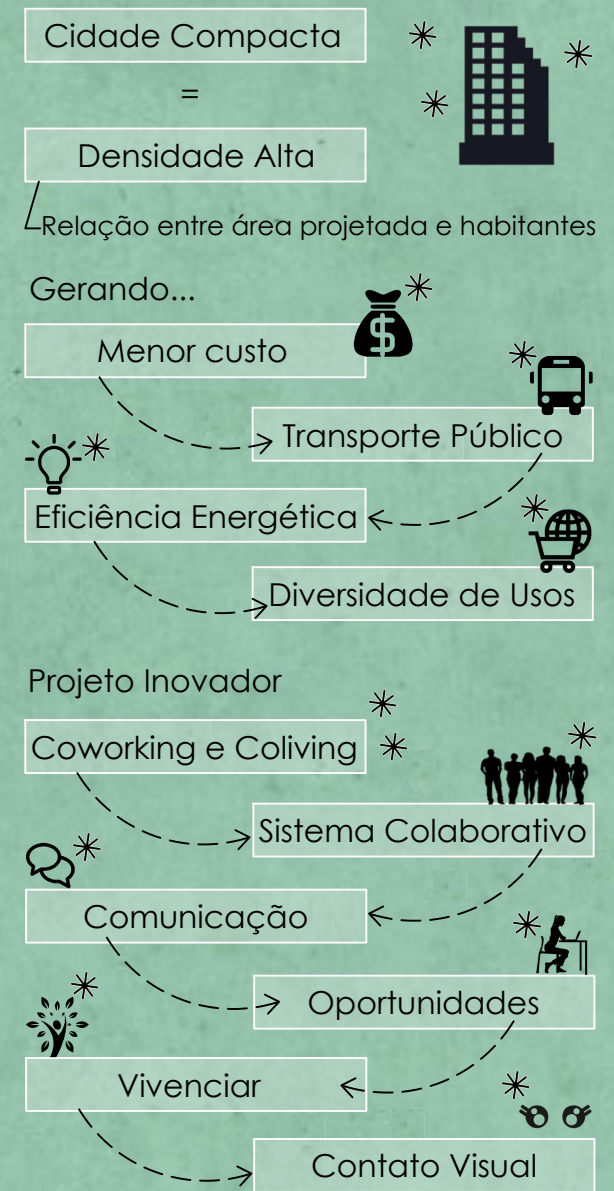 Cidade Compacta
=
Densidade Alta
Relação entre área projetada e habitantes
Gerando...
Menor custo
$
Transporte Público
Eficiência Energética
Diversidade de Usos
Projeto Inovador
Coworking e Coliving
Sistema Colaborativo
Comunicação
Oportunidades
Vivenciar
Contato Visual